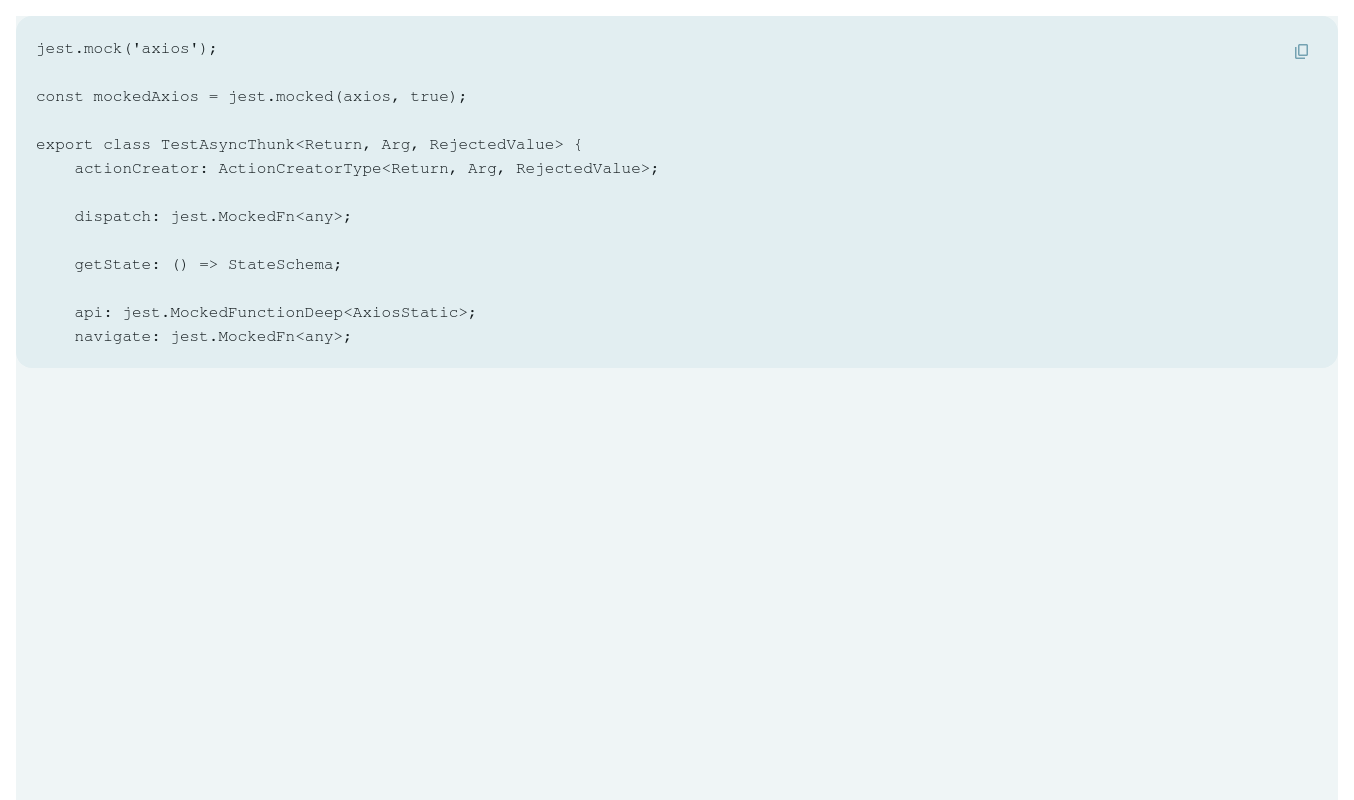 jest.mock('axios');
const mockedAxios = jest.mocked(axios, true);
export class TestAsyncThunk<Return, Arg, RejectedValue> {
    actionCreator: ActionCreatorType<Return, Arg, RejectedValue>;
    dispatch: jest.MockedFn<any>;
    getState: () => StateSchema;
    api: jest.MockedFunctionDeep<AxiosStatic>;
    navigate: jest.MockedFn<any>;